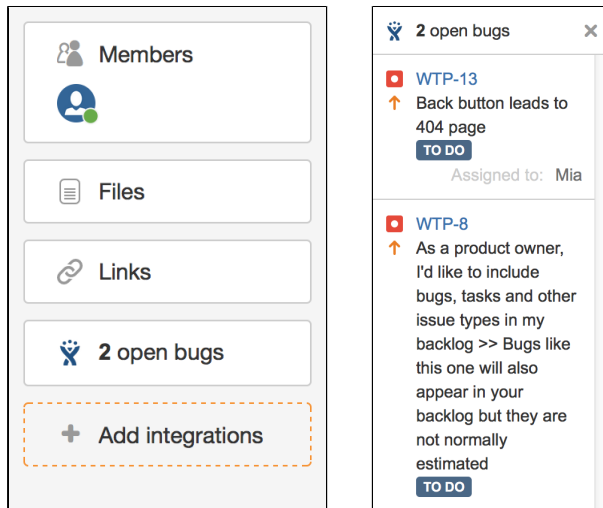 Members
Files
Links
2 open bugs
Add integrations
2 open bugs
WTP-13
Back button leads to
404 page
TO DO
Assigned to: Mia
WTP-8
As a product owner,
I'd like to include
bugs, tasks and other
issue types in my
backlog >> Bugs like
this one will also
appear in your
backlog but they are
not normally
estimated
TO DO